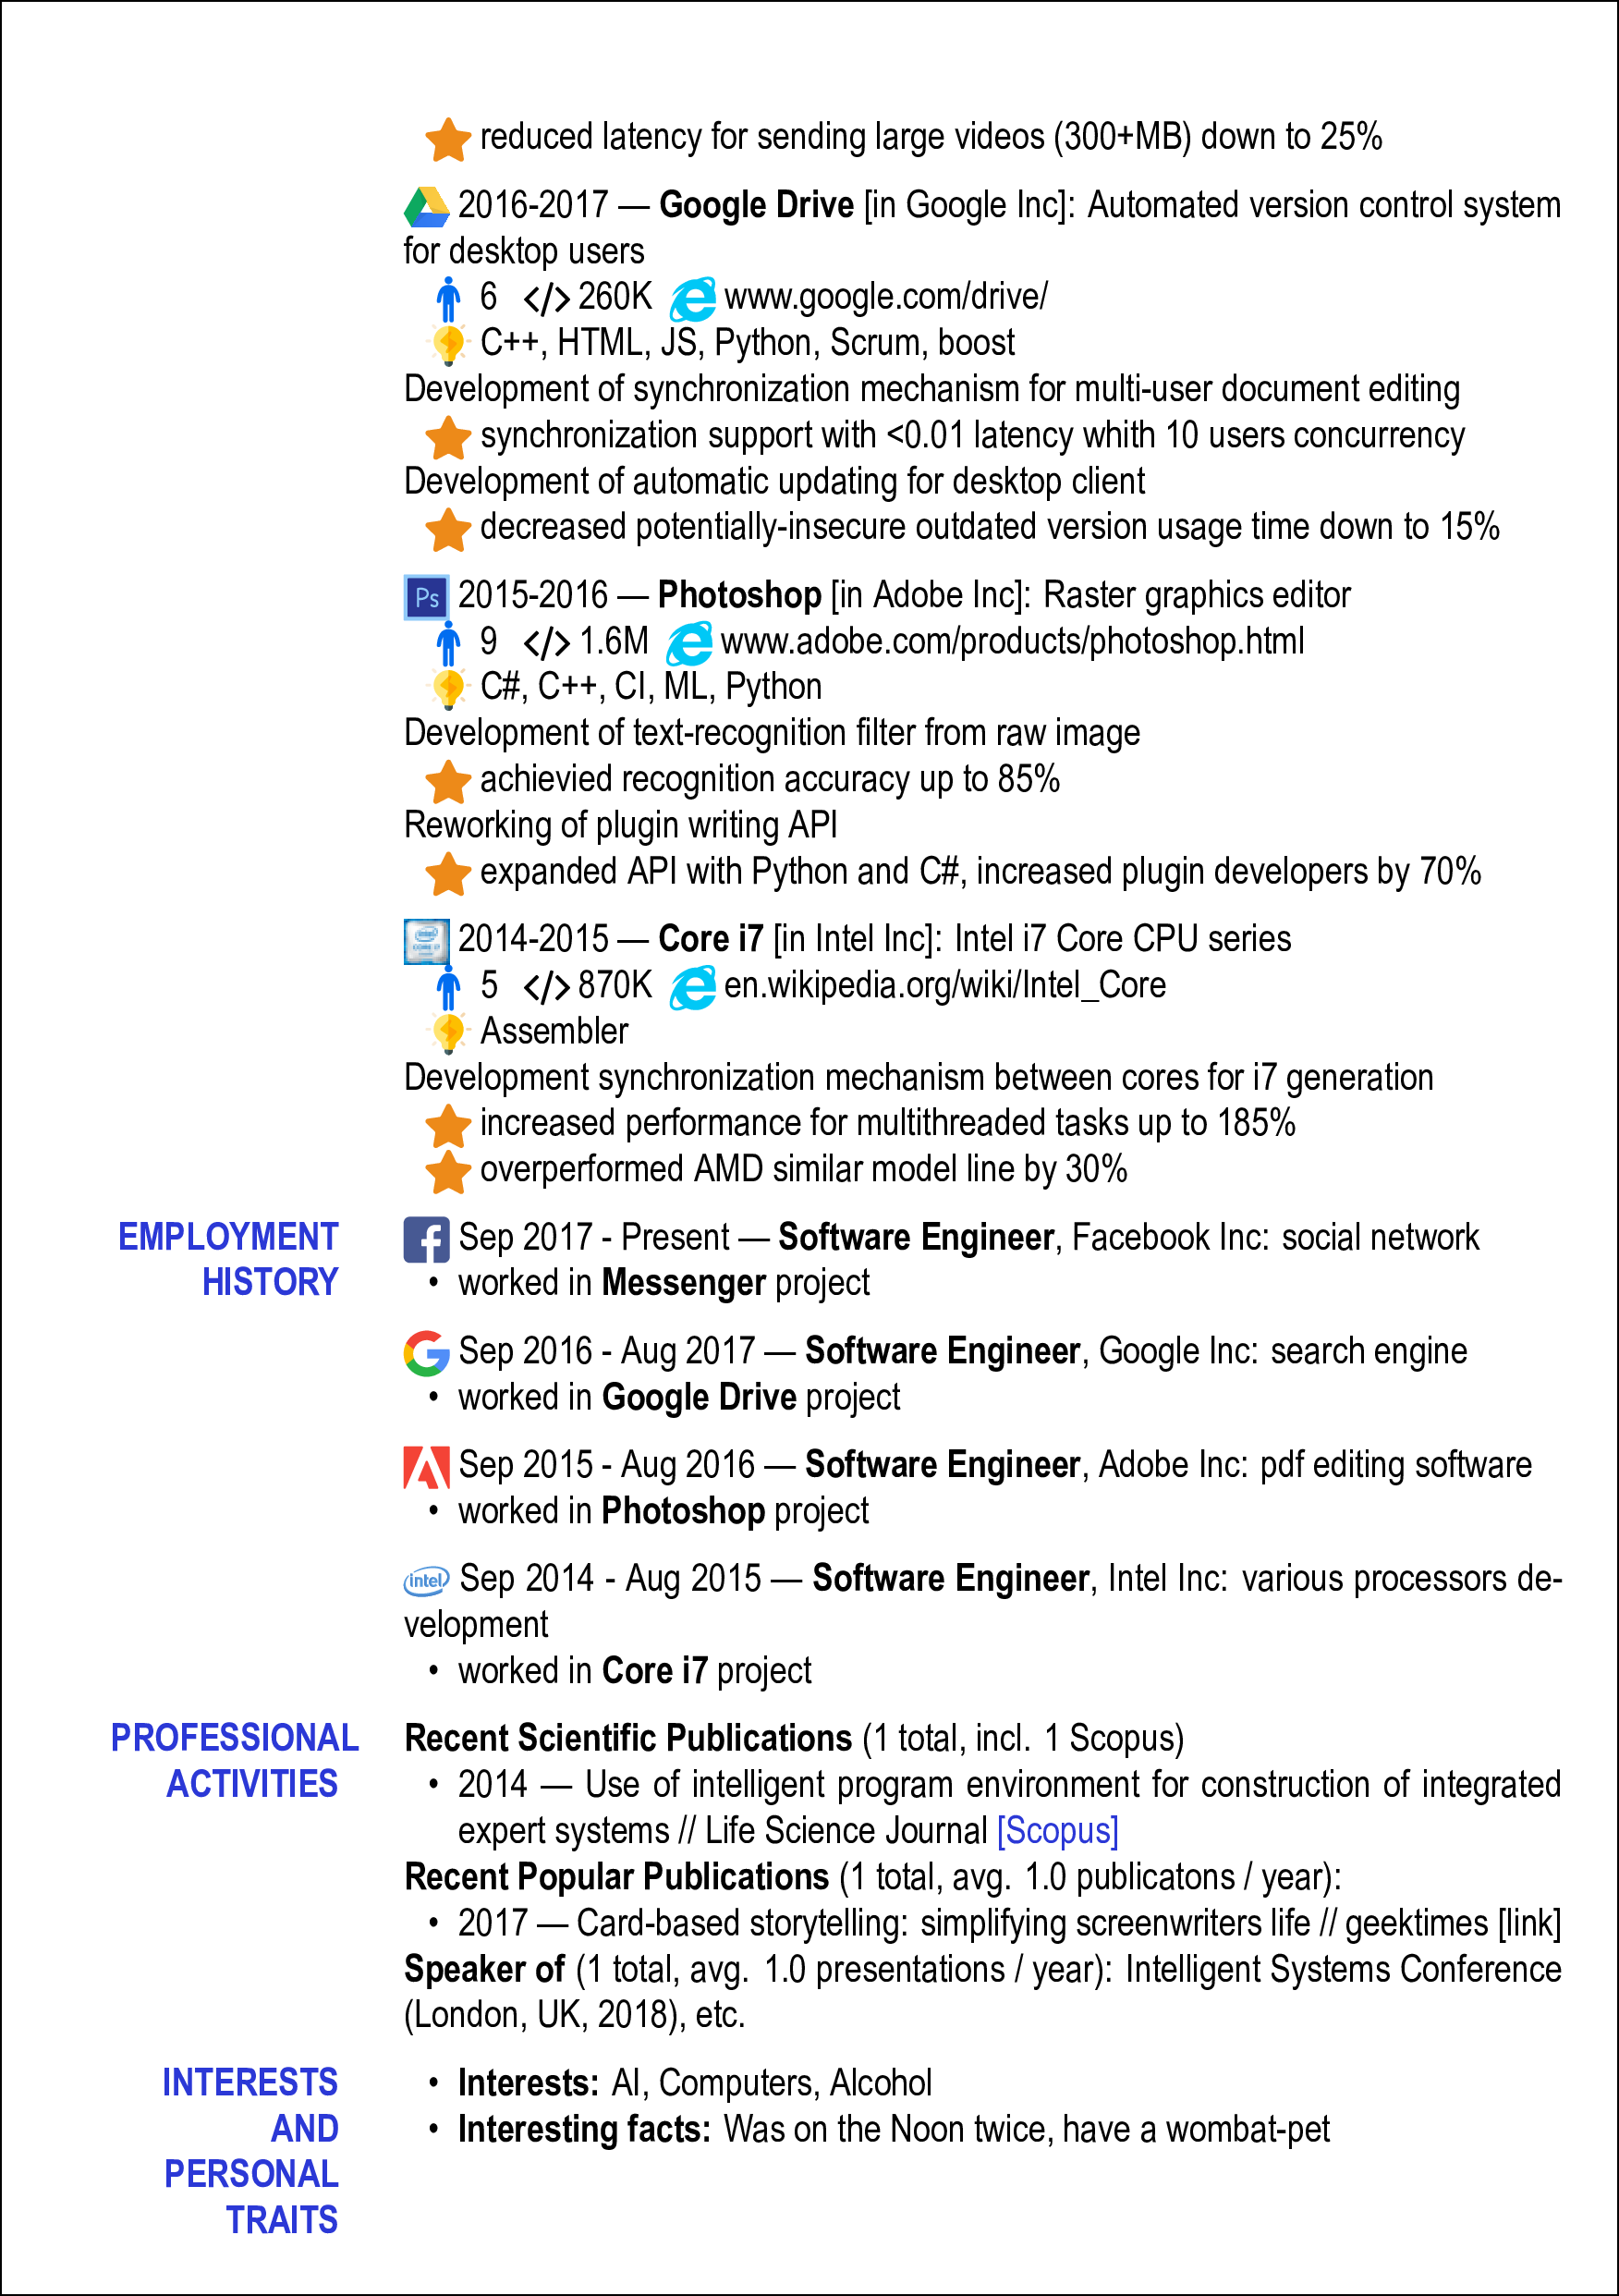 reduced latency for sending large videos (300+MB) down to 25%
2016-2017 — Google Drive [in Google Inc]: Automated version control system
for desktop users
6 </> 260K www.google.com/drive/
C++, HTML, JS, Python, Scrum, boost
Development of synchronization mechanism for multi-user document editing
synchronization support with <0.01 latency whith 10 users concurrency
Development of automatic updating for desktop client
decreased potentially-insecure outdated version usage time down to 15%
Ps 2015-2016 — Photoshop [in Adobe Inc]: Raster graphics editor
9 </> 1.6M www.adobe.com/products/photoshop.html
C#, C++, CI, ML, Python
Development of text-recognition filter from raw image
achievied recognition accuracy up to 85%
Reworking of plugin writing API
expanded API with Python and C#, increased plugin developers by 70%
2014-2015 — Core i7 [in Intel Inc]: Intel i7 Core CPU series
5 </> 870K en.wikipedia.org/wiki/Intel_Core
Assembler
Development synchronization mechanism between cores for i7 generation
increased performance for multithreaded tasks up to 185%
overperformed AMD similar model line by 30%
EMPLOYMENT
HISTORY
Sep 2017 - Present — Software Engineer, Facebook Inc: social network
• worked in Messenger project
Sep 2016 - Aug 2017 — Software Engineer, Google Inc: search engine
• worked in Google Drive project
Sep 2015 - Aug 2016 — Software Engineer, Adobe Inc: pdf editing software
• worked in Photoshop project
intel Sep 2014 - Aug 2015 — Software Engineer, Intel Inc: various processors de-
velopment
• worked in Core i7 project
PROFESSIONAL
ACTIVITIES
Recent Scientific Publications (1 total, incl. 1 Scopus)
• 2014 — Use of intelligent program environment for construction of integrated
expert systems // Life Science Journal [Scopus]
Recent Popular Publications (1 total, avg. 1.0 publicatons / year):
• 2017 — Card-based storytelling: simplifying screenwriters life // geektimes [link]
Speaker of (1 total, avg. 1.0 presentations / year): Intelligent Systems Conference
(London, UK, 2018), etc.
INTERESTS
AND
PERSONAL
TRAITS
• Interests: AI, Computers, Alcohol
• Interesting facts: Was on the Noon twice, have a wombat-pet